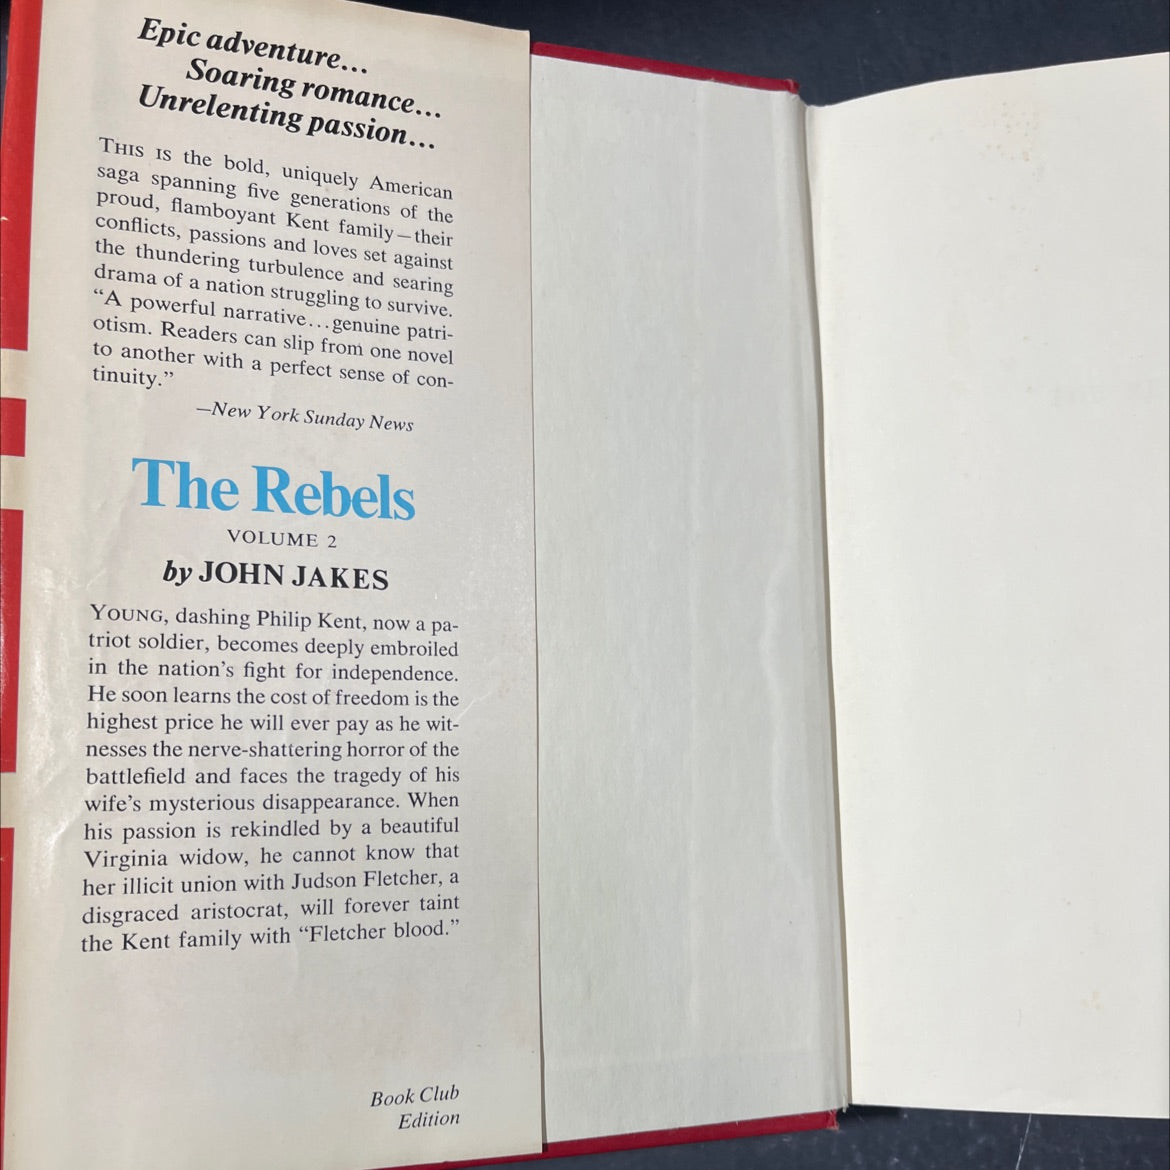 Epic adventure...
Soaring romance...
Unrelenting passion...
THIS IS the bold, uniquely American
saga spanning five generations of the
proud, flamboyant Kent family—their
conflicts, passions and loves set against
the thundering turbulence and searing
drama of a nation struggling to survive.
“A powerful narrative...genuine patri-
otism. Readers can slip from one novel
to another with a perfect sense of con-
tinuity.”
—New York Sunday News
The Rebels
VOLUME 2
by JOHN JAKES
YOUNG, dashing Philip Kent, now a pa-
triot soldier, becomes deeply embroiled
in the nation’s fight for independence.
He soon learns the cost of freedom is the
highest price he will ever pay as he wit-
nesses the nerve-shattering horror of the
battlefield and faces the tragedy of his
wife’s mysterious disappearance. When
his passion is rekindled by a beautiful
Virginia widow, he cannot know that
her illicit union with Judson Fletcher, a
disgraced aristocrat, will forever taint
the Kent family with “Fletcher blood.”
Book Club
Edition